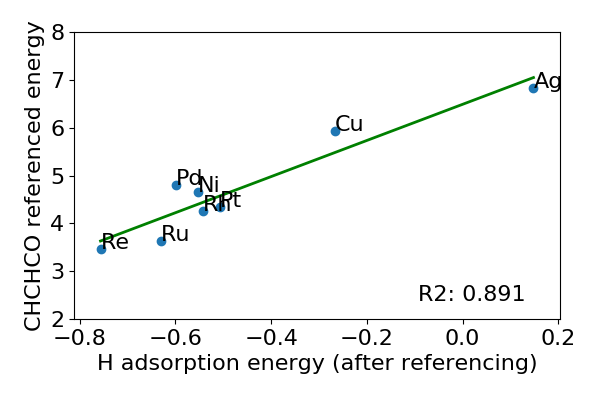 CHCHCO referenced energy
8
7
6
5
4
3
2
Ag
Cu
Pd
Ni
Pt
Rh
Re
Ru
R2: 0.891
−0.8
−0.6
−0.4
−0.2
0.0
0.2
H adsorption energy (after referencing)